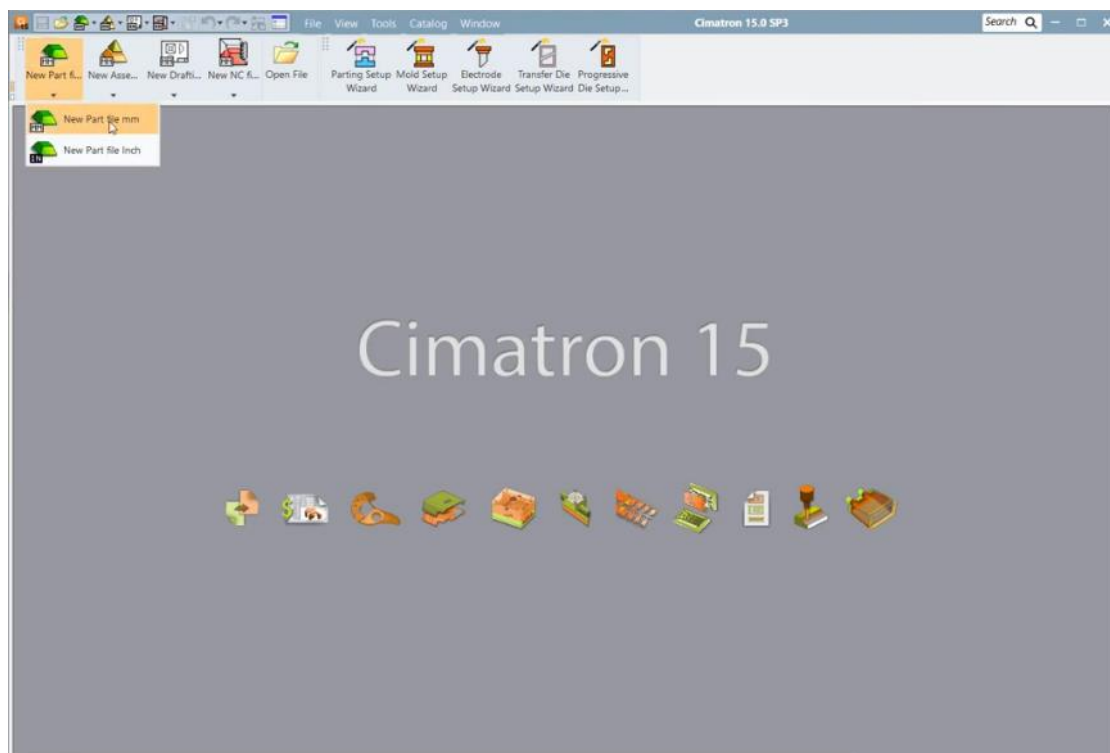 File View Tools Catalog Window Cimatron 15.0 SP3 Search
New Part fi... New Asse... New Drafti... New NC fi... Open File Parting Setup Wizard Mold Setup Wizard Electrode Setup Wizard Transfer Die Setup Wizard Progressive Die Setup...
New Part file mm
New Part file Inch
Cimatron 15